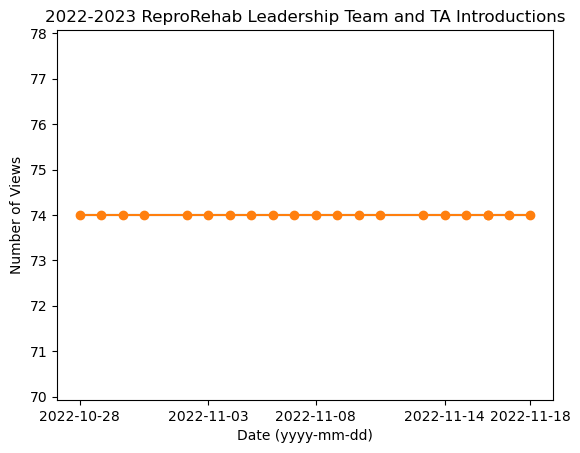 2022-2023 ReproRehab Leadership Team and TA Introductions
78
77
76
75
74
73
72
71
70
Number of Views
2022-10-28 2022-11-03 2022-11-08 2022-11-14 2022-11-18
Date (yyyy-mm-dd)